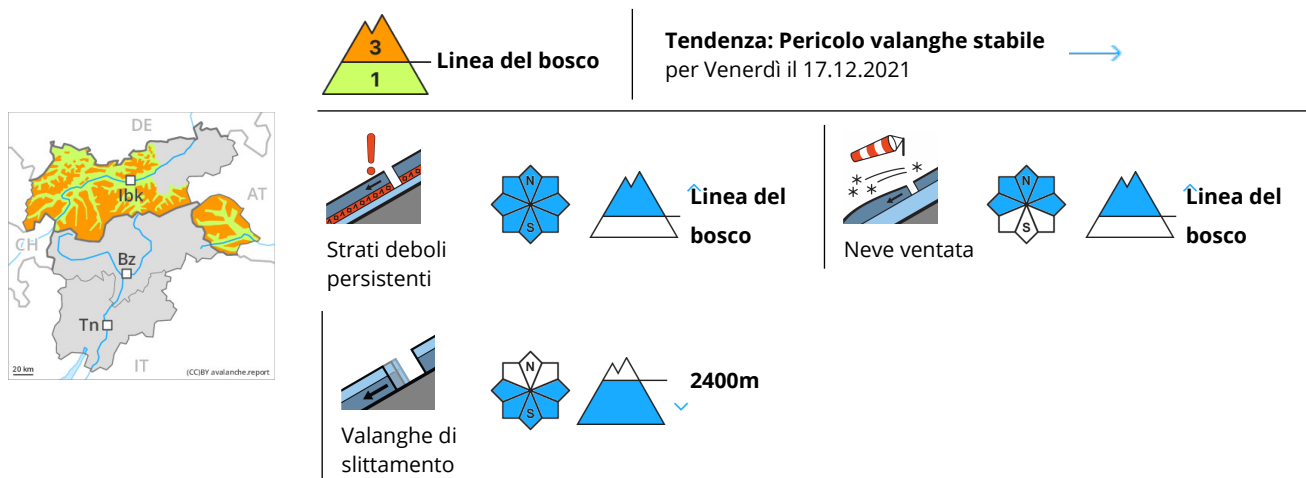 3
1
Linea del bosco
Tendenza: Pericolo valanghe stabile
per Venerdì il 17.12.2021
DE
AT
CH
IT
Ibk
Bz
Tn
20 km
(CC)BY avalanche.report
N
S
Linea del
bosco
Strati deboli
persistenti
N
S
Linea del
bosco
Neve ventata
N
S
2400m
Valanghe di
slittamento